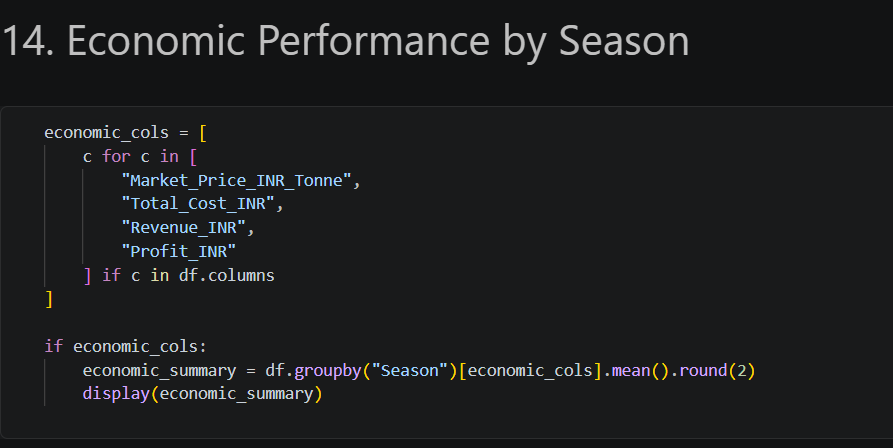 14. Economic Performance by Season
economic_cols = [
    c for c in [
        "Market_Price_INR_Tonne",
        "Total_Cost_INR",
        "Revenue_INR",
        "Profit_INR"
    ] if c in df.columns
]
if economic_cols:
    economic_summary = df.groupby("Season")[economic_cols].mean().round(2)
    display(economic_summary)